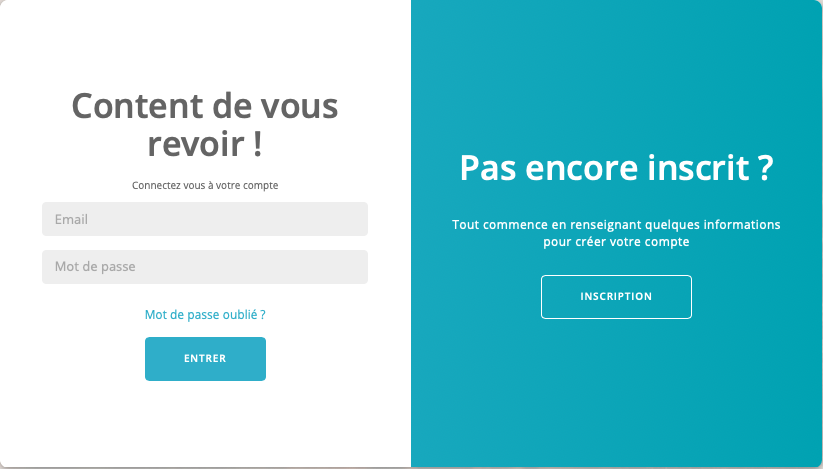 Content de vous
revoir !
Connectez vous à votre compte
Email
Mot de passe
Mot de passe oublié ?
ENTRER
Pas encore inscrit ?
Tout commence en renseignant quelques informations
pour créer votre compte
INSCRIPTION